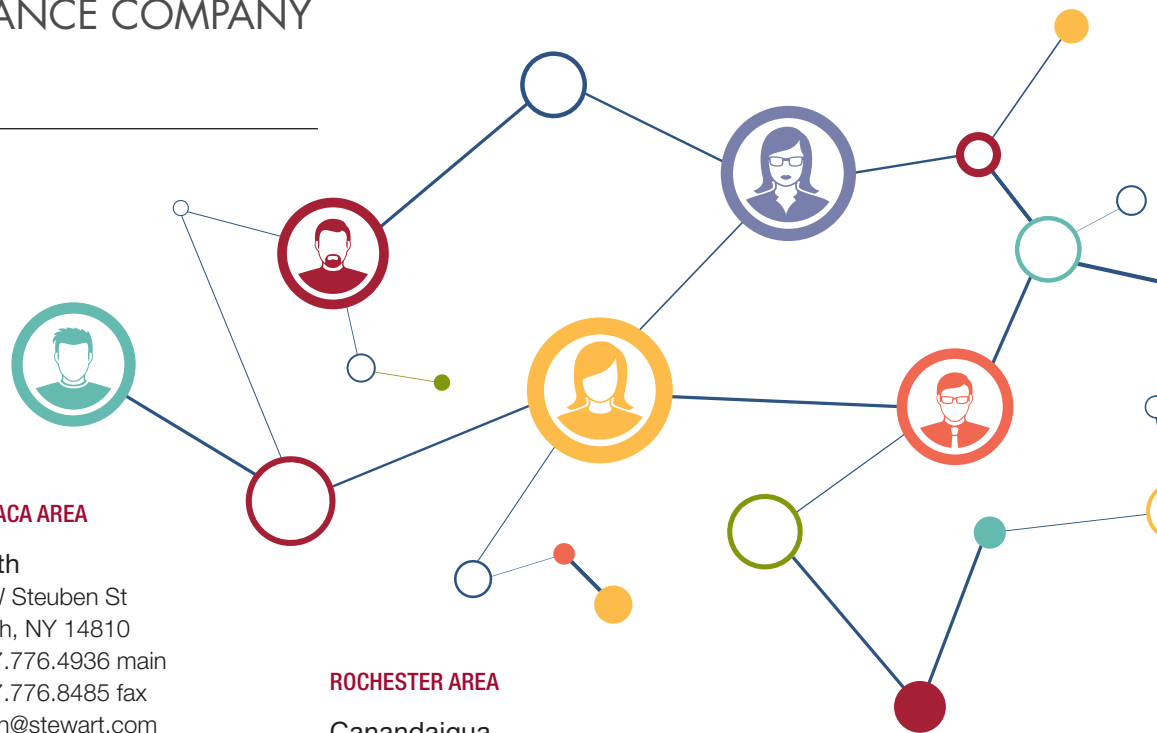 ANCE COMPANY
ACA AREA
th
Steuben St
h, NY 14810
7.776.4936 main
7.776.8485 fax
n@stewart.com
ROCHESTER AREA
Canandaigua